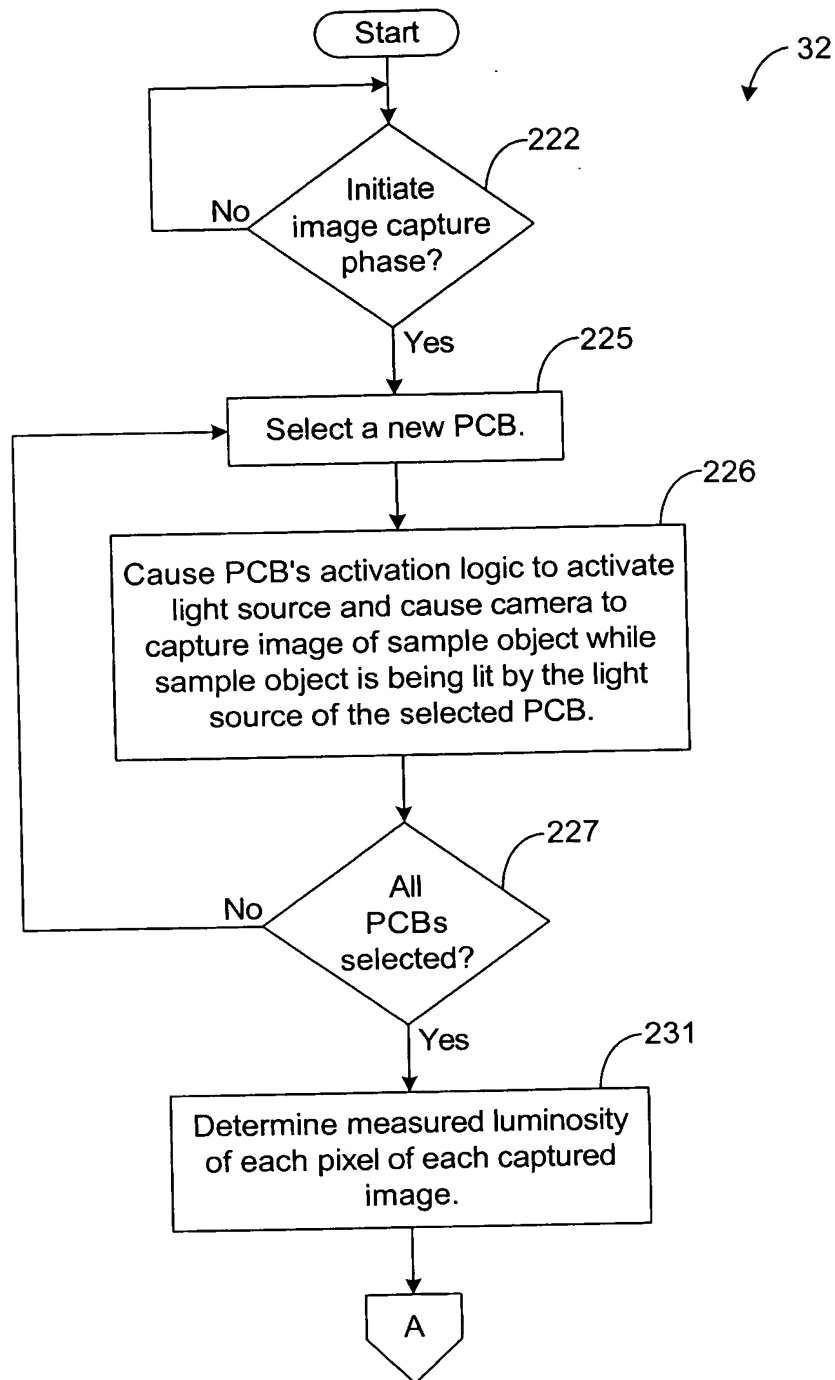 Start
32
222
Initiate
image capture
phase?
No
Yes
225
Select a new PCB.
226
Cause PCB's activation logic to activate
light source and cause camera to
capture image of sample object while
sample object is being lit by the light
source of the selected PCB.
227
All
PCBs
selected?
No
Yes
231
Determine measured luminosity
of each pixel of each captured
image.
A